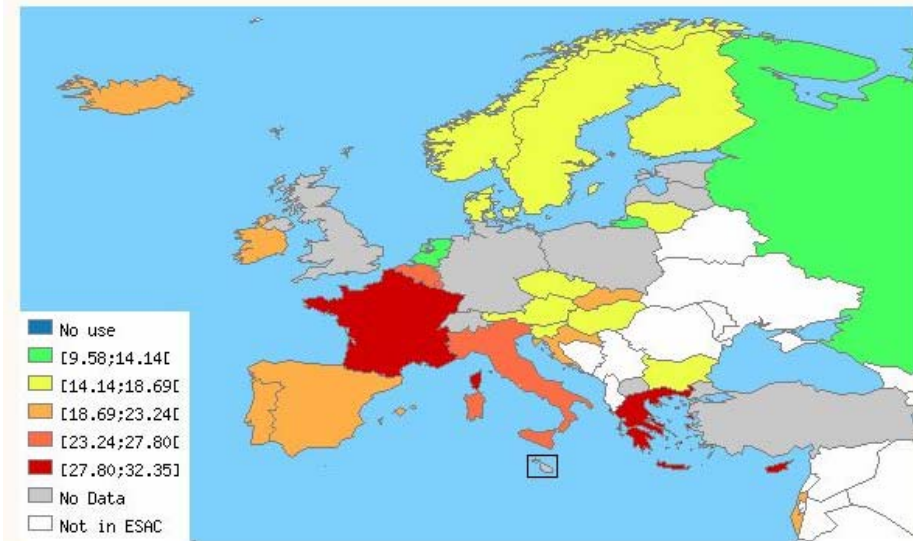 No use
[9.58;14.14[
[14.14;18.69[
[18.69;23.24[
[23.24;27.80[
[27.80;32.35]
No Data
Not in ESAC